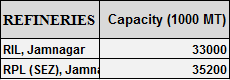 REFINERIES Capacity (1000 MT)
RIL, Jamnagar 33000
RPL (SEZ), Jamna 35200